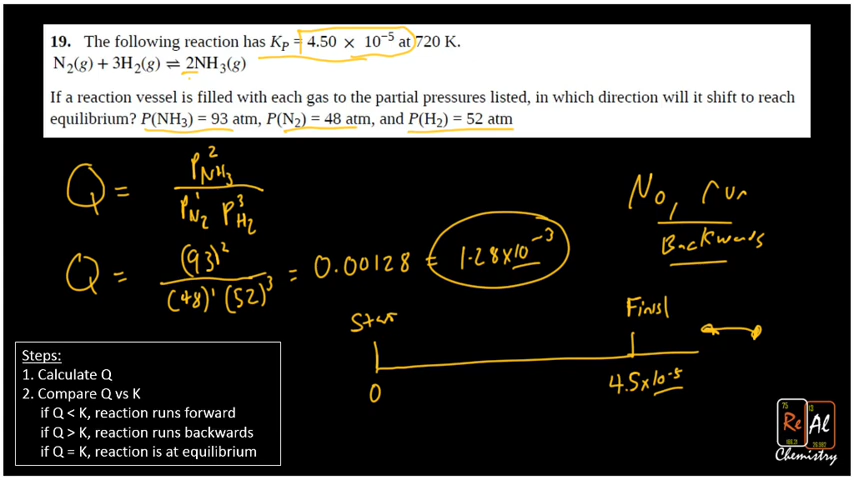 19. The following reaction has Kₚ = 4.50 × 10⁻⁵ at 720 K.
N₂(g) + 3H₂(g) ⇌ 2NH₃(g)
If a reaction vessel is filled with each gas to the partial pressures listed, in which direction will it shift to reach
equilibrium? P(NH₃) = 93 atm, P(N₂) = 48 atm, and P(H₂) = 52 atm
Q = P²NH₃ / P¹N₂ P³H₂
No, run
Backwards
Q = (93)² / (48)¹ (52)³ = 0.00128 = 1.28×10⁻³
Start
Final
0
4.5×10⁻⁵
Steps:
1. Calculate Q
2. Compare Q vs K
if Q < K, reaction runs forward
if Q > K, reaction runs backwards
if Q = K, reaction is at equilibrium
75
13
Re Al
Chemistry